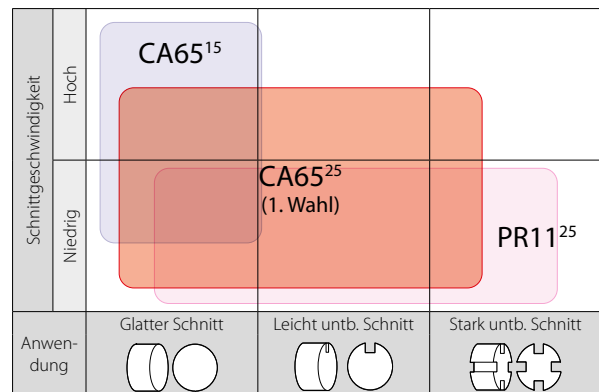 Schnittgeschwindigkeit
Hoch
Niedrig
CA65¹⁵
CA65²⁵
(1. Wahl)
PR11²⁵
Anwen-
dung
Glatter Schnitt
Leicht untb. Schnitt
Stark untb. Schnitt